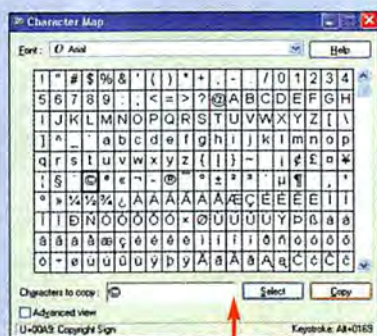 Character Map
Font : O Arial Help
! " # $ % & ' ( ) * + , - . / 0 1 2 3 4
5 6 7 8 9 : ; < = > ? @ A B C D E F G H
I J K L M N O P Q R S T U V W X Y Z [ \
] ^ _ ` a b c d e f g h i j k l m n o p
q r s t u v w x y z { | } ~ ¡ ¢ £ ¤ ¥
¦ § ¨ © ª « ¬ - ® ¯ ° ± ² ³ ´ µ ¶ · ¸ ¹
º » ¼ ½ ¾ ¿ À Á Â Ã Ä Å Æ Ç È É Ê Ë Ì Í
Î Ï Ð Ñ Ò Ó Ô Õ Ö × Ø Ù Ú Û Ü Ý Þ ß à á
â ã ä å æ ç è é ê ë ì í î ï ð ñ ò ó ô õ
ö ÷ ø ù ú û ü ý þ ÿ Ā ā Ă ă Ą ą Ć ć Ĉ ĉ
Characters to copy : © Select Copy
Advanced view
U+00A9: Copyright Sign Keystroke: Alt+0169